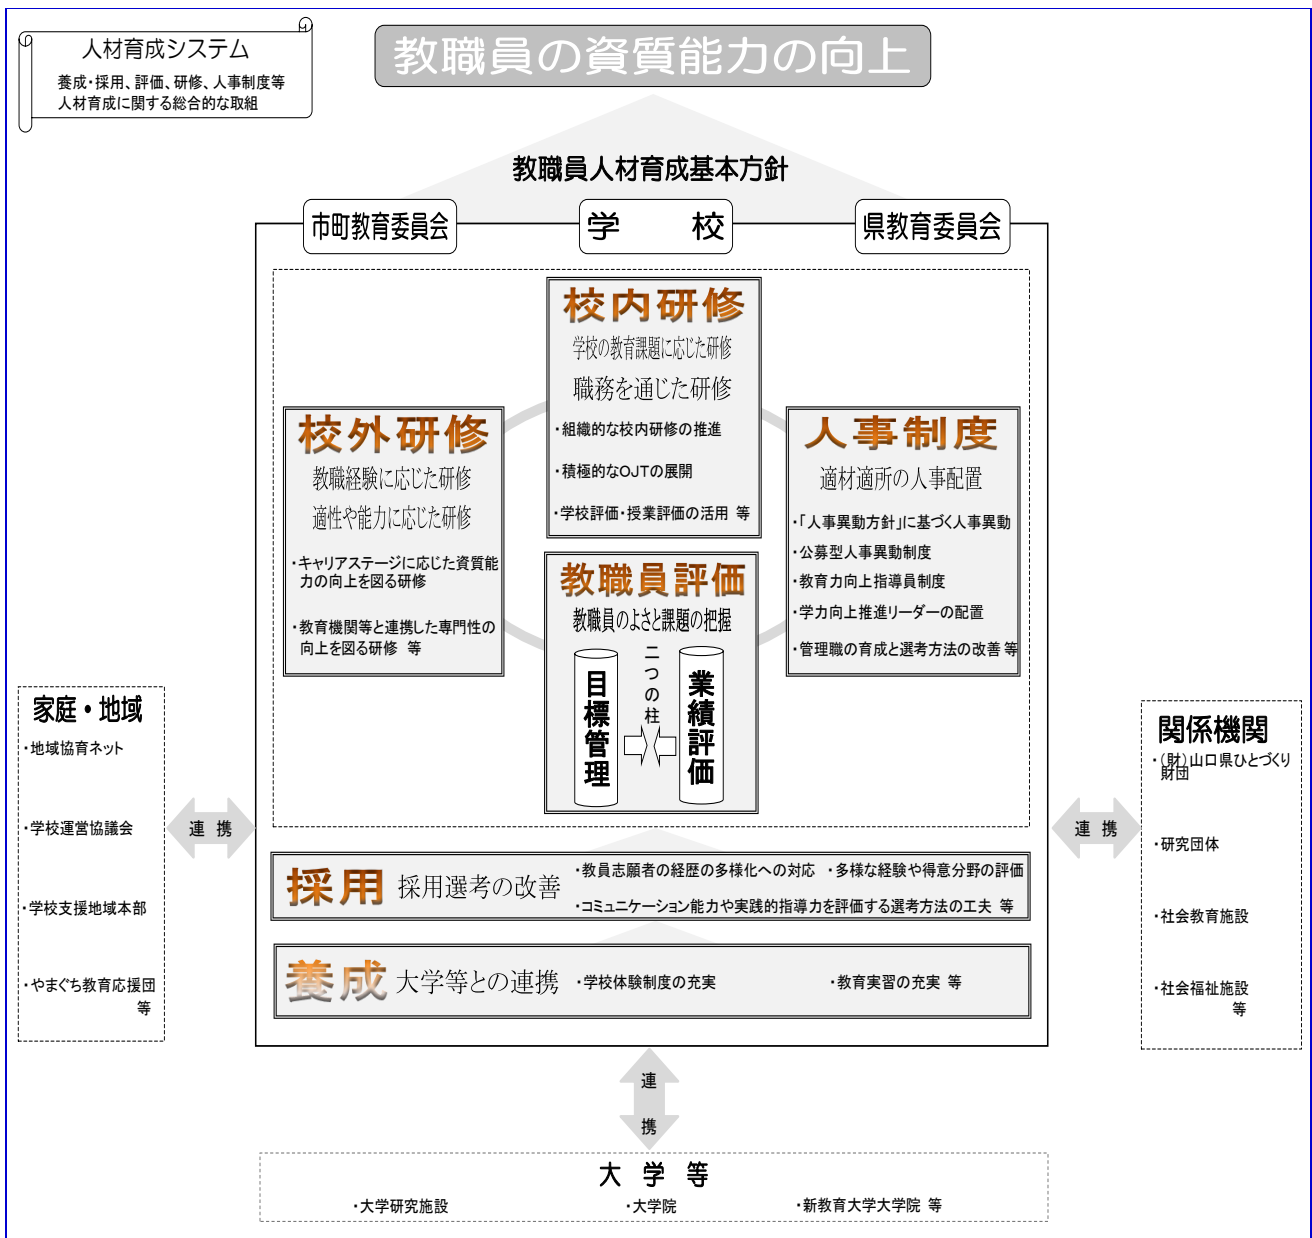 人材育成システム
養成・採用、評価、研修、人事制度等
人材育成に関する総合的な取組
教職員の資質能力の向上
教職員人材育成基本方針
市町教育委員会
学　校
県教育委員会
校内研修
学校の教育課題に応じた研修
職務を通じた研修
・組織的な校内研修の推進
・積極的なOJTの展開
・学校評価・授業評価の活用 等
校外研修
教職経験に応じた研修
適性や能力に応じた研修
・キャリアステージに応じた資質能
力の向上を図る研修
・教育機関等と連携した専門性の
向上を図る研修 等
人事制度
適材適所の人事配置
・「人事異動方針」に基づく人事異動
・公募型人事異動制度
・教育力向上指導員制度
・学力向上推進リーダーの配置
・管理職の育成と選考方法の改善 等
教職員評価
教職員のよさと課題の把握
目標管理
二つの柱
業績評価
家庭・地域
・地域協育ネット
・学校運営協議会
・学校支援地域本部
・やまぐち教育応援団
等
連 携
連 携
関係機関
・(財)山口県ひとづくり
財団
・研究団体
・社会教育施設
・社会福祉施設
等
採用
採用選考の改善
・教員志願者の経歴の多様化への対応 ・多様な経験や得意分野の評価
・コミュニケーション能力や実践的指導力を評価する選考方法の工夫 等
養成
大学等との連携
・学校体験制度の充実
・教育実習の充実 等
連
携
大 学 等
・大学研究施設
・大学院
・新教育大学大学院 等